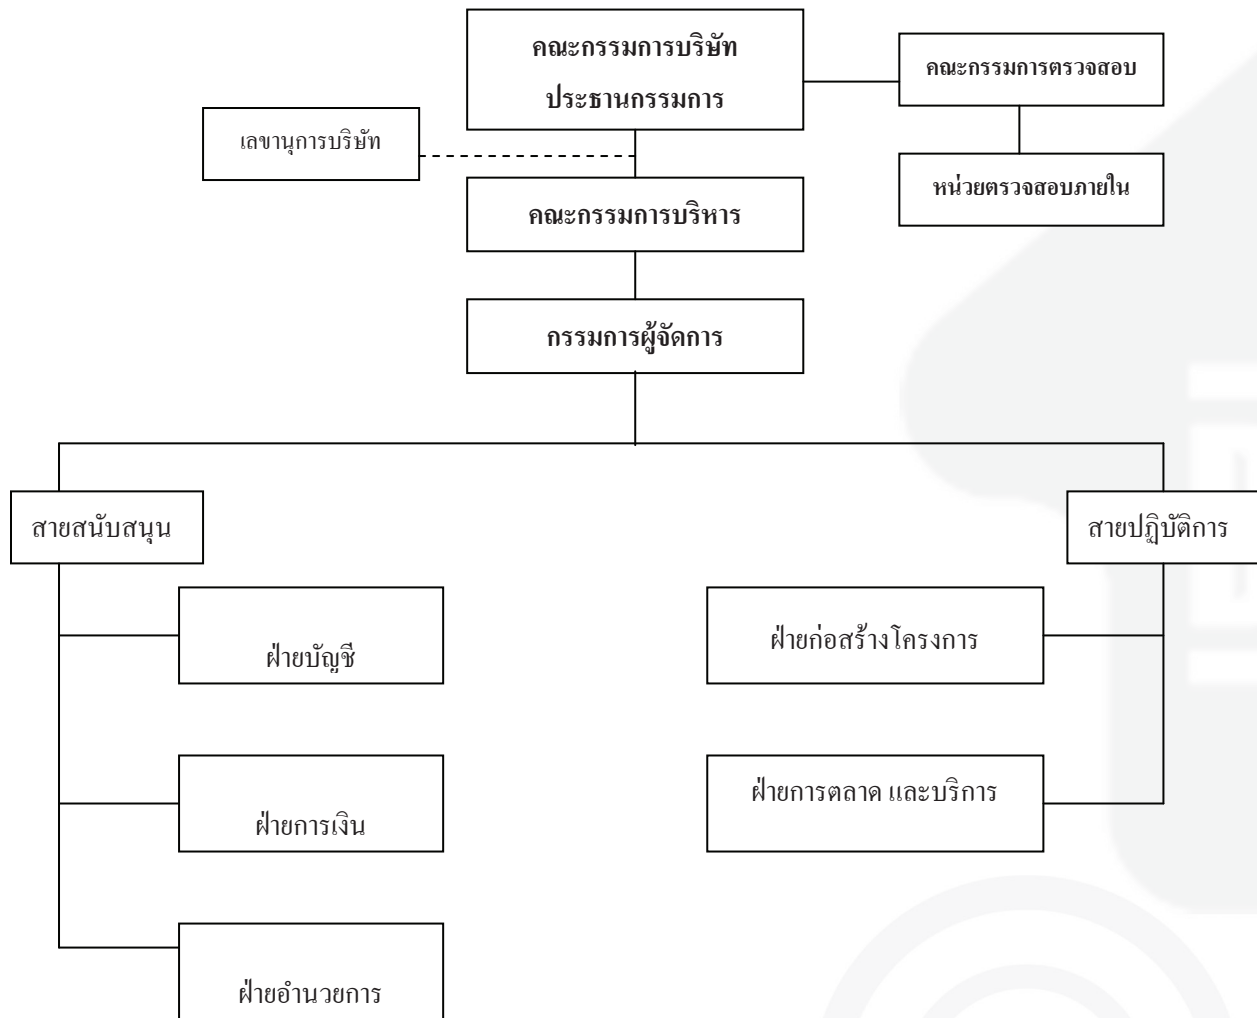 คณะกรรมการบริษัท
ประธานกรรมการ
คณะกรรมการตรวจสอบ
เลขานุการบริษัท
หน่วยตรวจสอบภายใน
คณะกรรมการบริหาร
กรรมการผู้จัดการ
สายสนับสนุน
สายปฏิบัติการ
ฝ่ายบัญชี
ฝ่ายก่อสร้างโครงการ
ฝ่ายการเงิน
ฝ่ายการตลาด และบริการ
ฝ่ายอำนวยการ